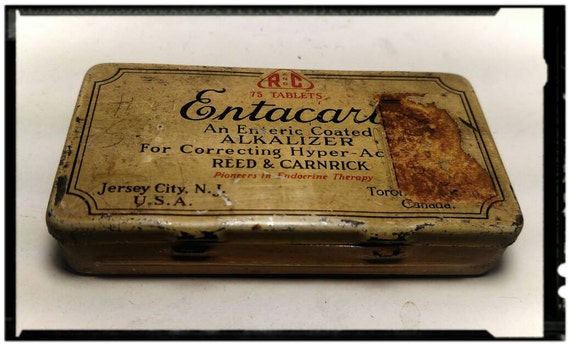 R AND C
75 TABLETS
Entacar
An Enteric Coated
ALKALIZER
For Correcting Hyper-Ac
REED & CARNRICK
Pioneers in Endocrine Therapy
Jersey City, N.J.
U.S.A.
Toro
Canada.